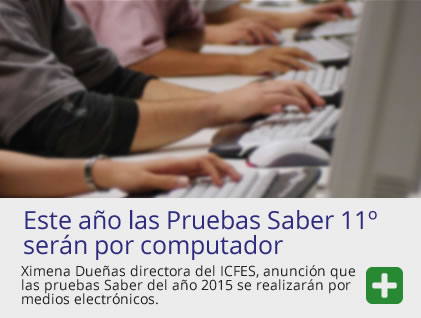 Este año las Pruebas Saber 11º
serán por computador
Ximena Dueñas directora del ICFES, anunción que
las pruebas Saber del año 2015 se realizarán por
medios electrónicos.